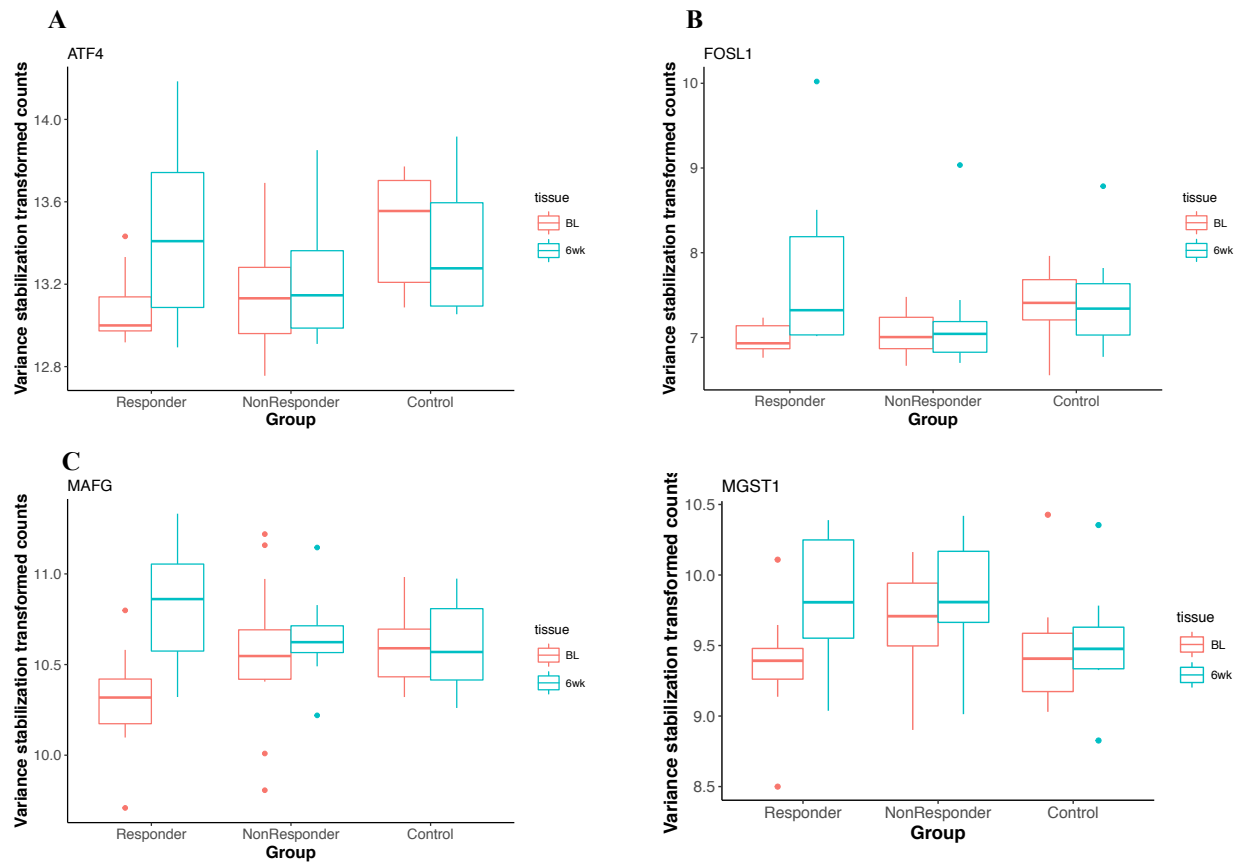 A
ATF4
Variance stabilization transformed counts
14.0
13.6
13.2
12.8
Responder NonResponder Control
Group
tissue
BL
6wk
B
FOSL1
Variance stabilization transformed counts
10
9
8
7
Responder NonResponder Control
Group
tissue
BL
6wk
C
MAFG
Variance stabilization transformed counts
11.0
10.5
10.0
Responder NonResponder Control
Group
tissue
BL
6wk
MGST1
Variance stabilization transformed counts
10.5
10.0
9.5
9.0
8.5
Responder NonResponder Control
Group
tissue
BL
6wk